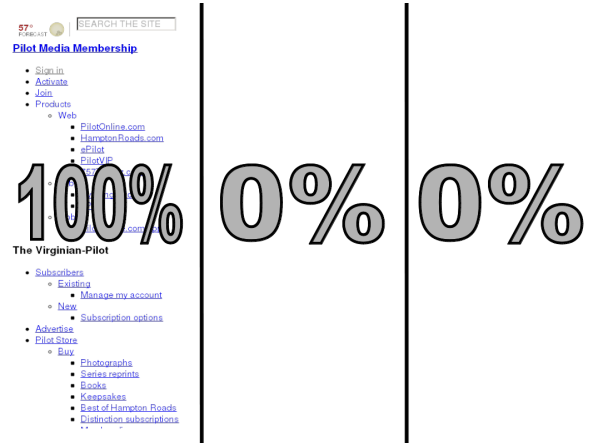 57°
FORECAST
SEARCH THE SITE
Pilot Media Membership
Sign in
Activate
Join
Products
Web
PilotOnline.com
HamptonRoads.com
ePilot
PilotVIP
100% 0% 0%
The Virginian-Pilot
Subscribers
Existing
Manage my account
New
Subscription options
Advertise
Pilot Store
Buy
Photographs
Series reprints
Books
Keepsakes
Best of Hampton Roads
Distinction subscriptions